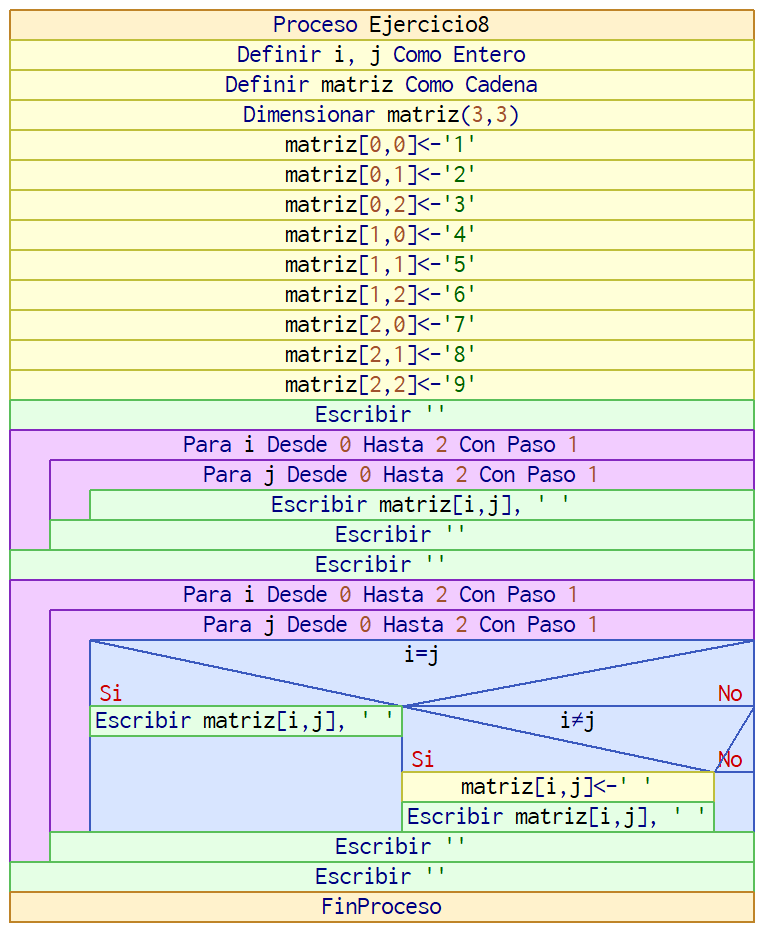 Proceso Ejercicio8
Definir i, j Como Entero
Definir matriz Como Cadena
Dimensionar matriz(3,3)
matriz[0,0]<-'1'
matriz[0,1]<-'2'
matriz[0,2]<-'3'
matriz[1,0]<-'4'
matriz[1,1]<-'5'
matriz[1,2]<-'6'
matriz[2,0]<-'7'
matriz[2,1]<-'8'
matriz[2,2]<-'9'
Escribir ''
Para i Desde 0 Hasta 2 Con Paso 1
Para j Desde 0 Hasta 2 Con Paso 1
Escribir matriz[i,j], ' '
Escribir ''
Escribir ''
Para i Desde 0 Hasta 2 Con Paso 1
Para j Desde 0 Hasta 2 Con Paso 1
i=j
Si No
Escribir matriz[i,j], ' ' i≠j
Si No
matriz[i,j]<-' '
Escribir matriz[i,j], ' '
Escribir ''
Escribir ''
FinProceso